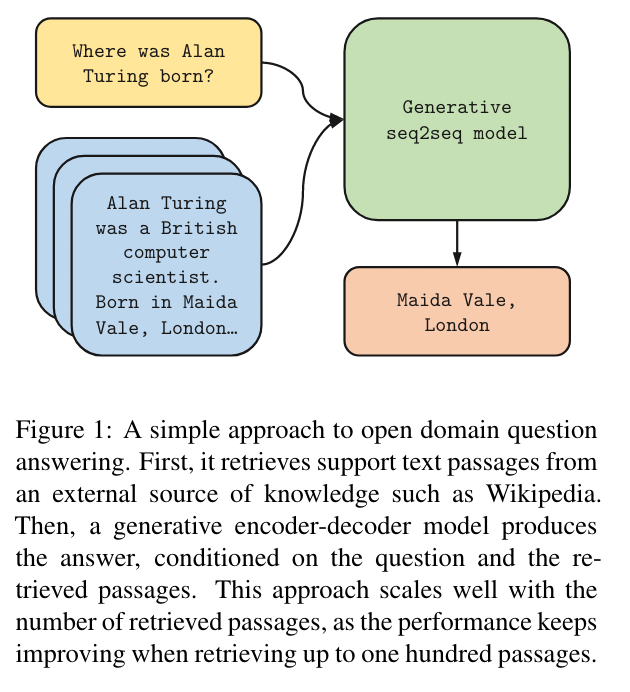 Where was Alan
Turing born?
Generative
seq2seq model
Alan Turing
was a British
computer
scientist.
Born in Maida
Vale, London…
Maida Vale,
London
Figure 1: A simple approach to open domain question
answering. First, it retrieves support text passages from
an external source of knowledge such as Wikipedia.
Then, a generative encoder-decoder model produces
the answer, conditioned on the question and the re-
trieved passages. This approach scales well with the
number of retrieved passages, as the performance keeps
improving when retrieving up to one hundred passages.